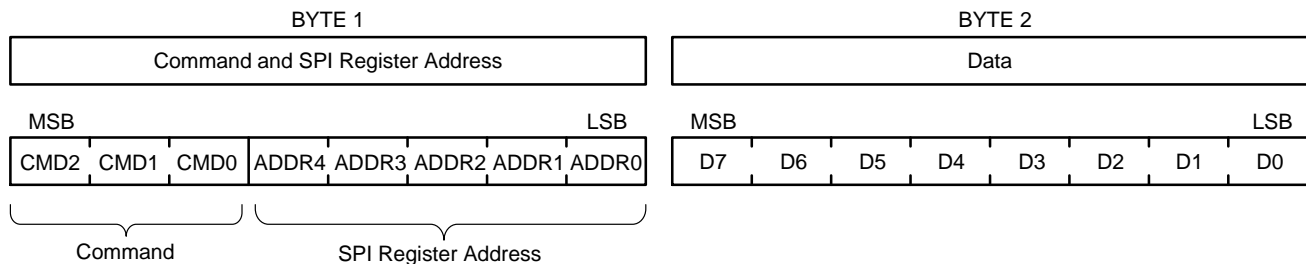 BYTE 1 BYTE 2
Command and SPI Register Address Data
MSB LSB MSB LSB
CMD2 CMD1 CMD0 ADDR4 ADDR3 ADDR2 ADDR1 ADDR0 D7 D6 D5 D4 D3 D2 D1 D0
Command SPI Register Address